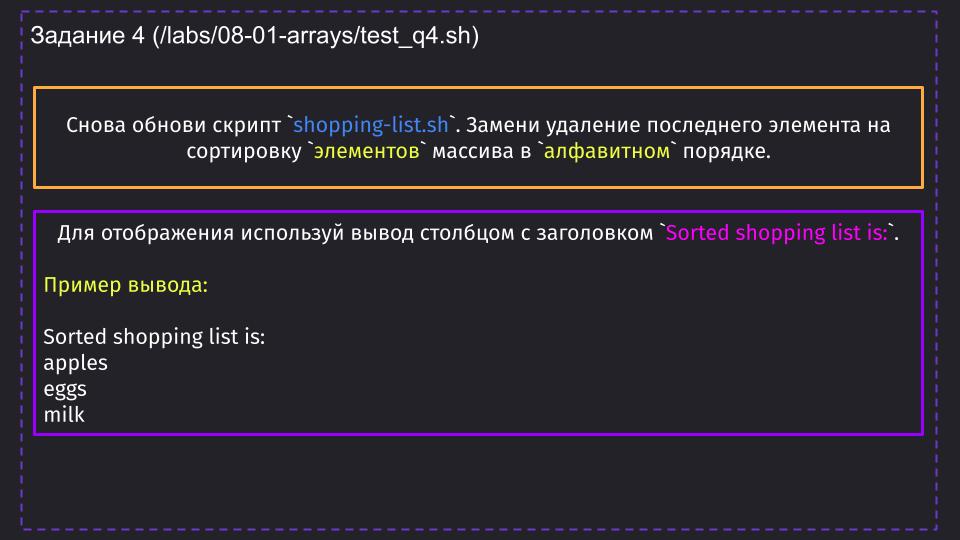 Задание 4 (/labs/08-01-arrays/test_q4.sh)
Снова обнови скрипт `shopping-list.sh`. Замени удаление последнего элемента на
сортировку `элементов` массива в `алфавитном` порядке.
Для отображения используй вывод столбцом с заголовком `Sorted shopping list is:`.
Пример вывода:
Sorted shopping list is:
apples
eggs
milk